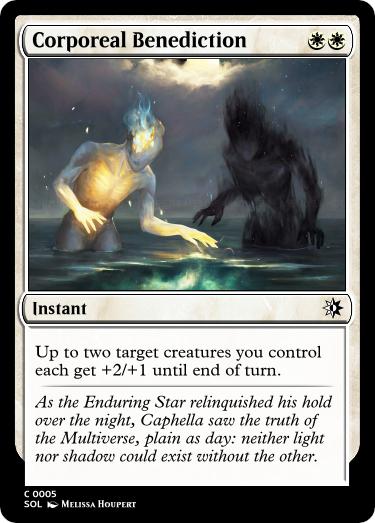 Corporeal Benediction
Instant
Up to two target creatures you control
each get +2/+1 until end of turn.
As the Enduring Star relinquished his hold
over the night, Caphella saw the truth of
the Multiverse, plain as day: neither light
nor shadow could exist without the other.
C 0005
SOL Melissa Houpert